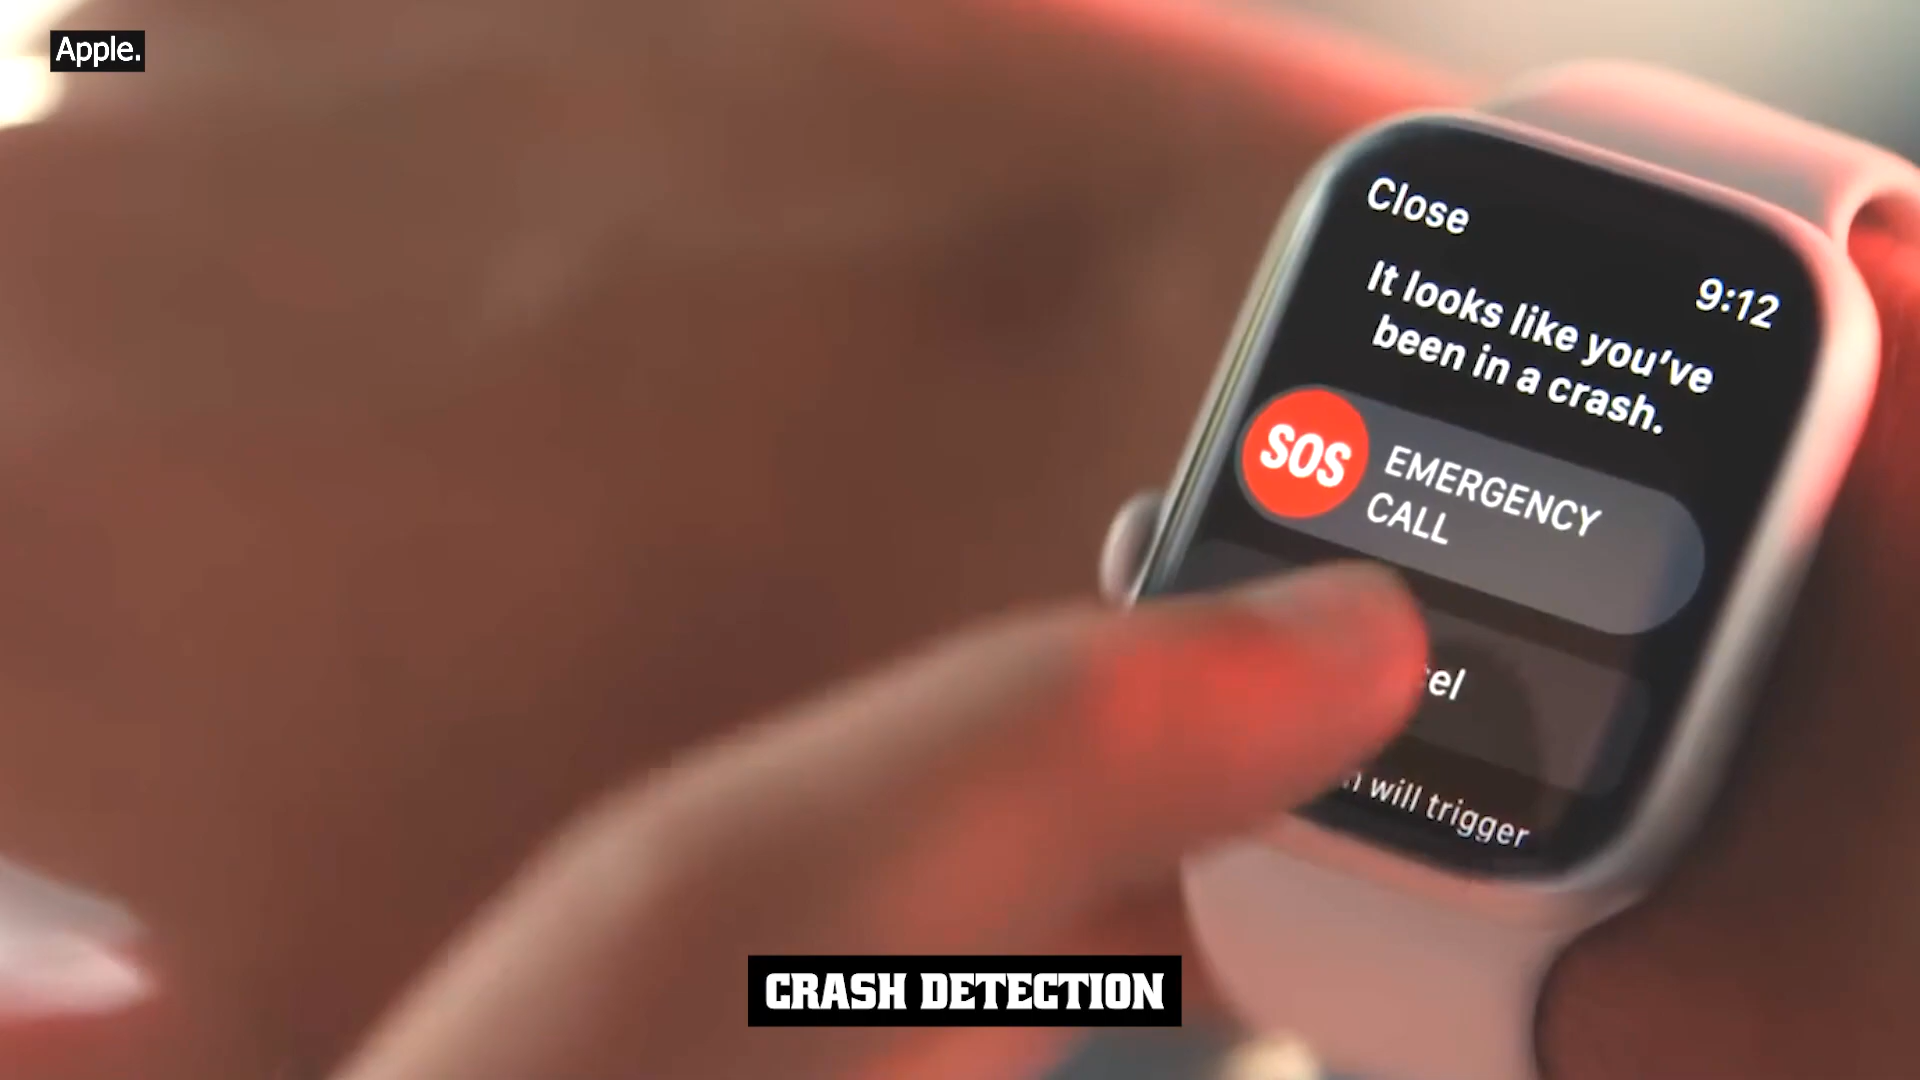 Apple.
Close
9:12
It looks like you've
been in a crash.
SOS
EMERGENCY
CALL
will trigger
CRASH DETECTION